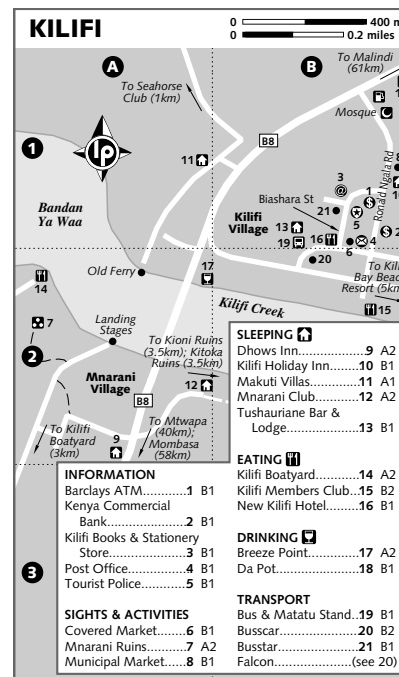 KILIFI
0 400 m
0 0.2 miles
A
B
To Malindi
(61km)
To Seahorse
Club (1km)
Mosque
1
lp
B8
11
3
@
1
$
Ronald Ngala Rd
8
Biashara St
21
5
Bandan
Ya Waa
Kilifi
Village
13
19
16
6
4
$
2
20
Old Ferry
17
14
Kilifi Creek
15
7
Landing
Stages
2
To Kioni Ruins
(3.5km); Kitoka
Ruins (3.5km)
Mnarani
Village
12
B8
To Kilifi
Boatyard
(3km)
9
To Mtwapa
(40km);
Mombasa
(58km)
3
INFORMATION
Barclays ATM............1 B1
Kenya Commercial
Bank.....................2 B1
Kilifi Books & Stationery
Store.....................3 B1
Post Office................4 B1
Tourist Police............5 B1
SIGHTS & ACTIVITIES
Covered Market........6 B1
Mnarani Ruins..........7 A2
Municipal Market......8 B1
SLEEPING
Dhows Inn...................9 A2
Kilifi Holiday Inn.........10 B1
Makuti Villas..............11 A1
Mnarani Club.............12 A2
Tushauriane Bar &
Lodge.....................13 B1
EATING
Kilifi Boatyard............14 A2
Kilifi Members Club...15 B2
New Kilifi Hotel..........16 B1
DRINKING
Breeze Point..............17 A2
Da Pot.......................18 B1
TRANSPORT
Bus & Matatu Stand..19 B1
Busscar......................20 B2
Busstar......................21 B1
Falcon................(see 20)